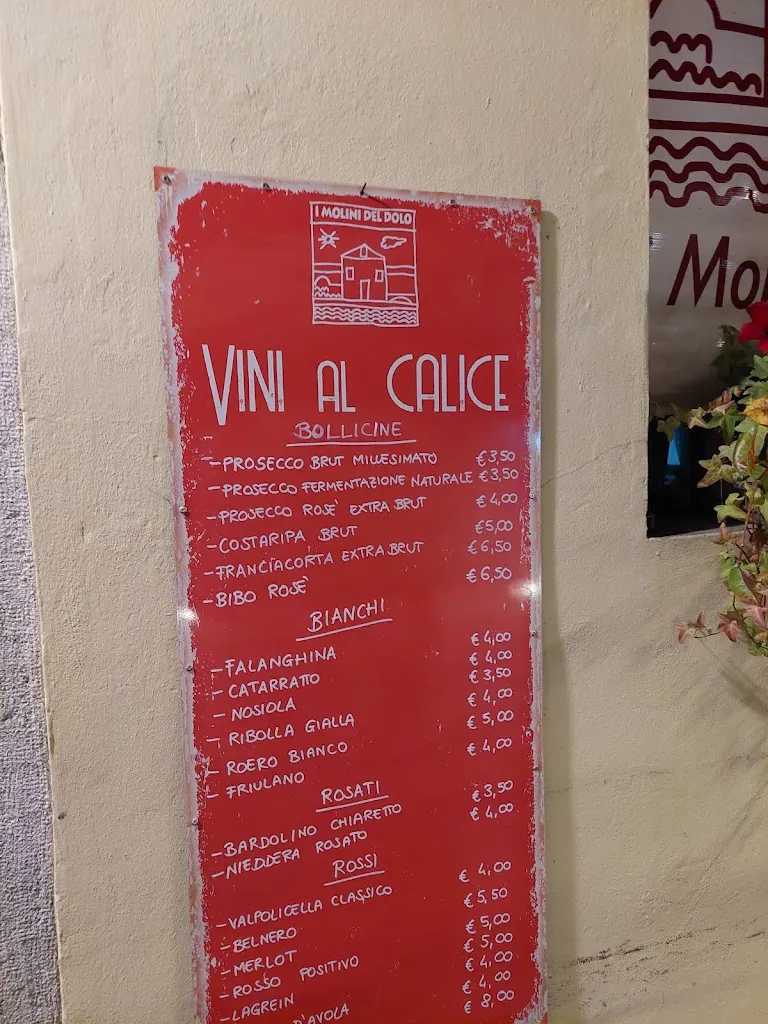 I MOLINI DEL DOLO
VINI AL CALICE
BOLLICINE
- PROSECCO BRUT MILLESIMATO €3,50
- PROSECCO FERMENTAZIONE NATURALE €3,50
- PROSECCO ROSÈ EXTRA BRUT €4,00
- COSTARIPA BRUT €5,00
- FRANCIACORTA EXTRA BRUT €6,50
- BIBO ROSÈ €6,50
BIANCHI
- FALANGHINA €4,00
- CATARRATTO €4,00
- NOSIOLA €3,50
- RIBOLLA GIALLA €4,00
- ROERO BIANCO €5,00
- FRIULANO €4,00
ROSATI
- BARDOLINO CHIARETTO €3,50
- NIEDDERA ROSATO €4,00
ROSSI
- VALPOLICELLA CLASSICO €4,00
- BELNERO €5,50
- MERLOT €5,00
- ROSSO POSITIVO €5,00
- LAGREIN €4,00
D'AVOLA €4,00
€8,00
Mo